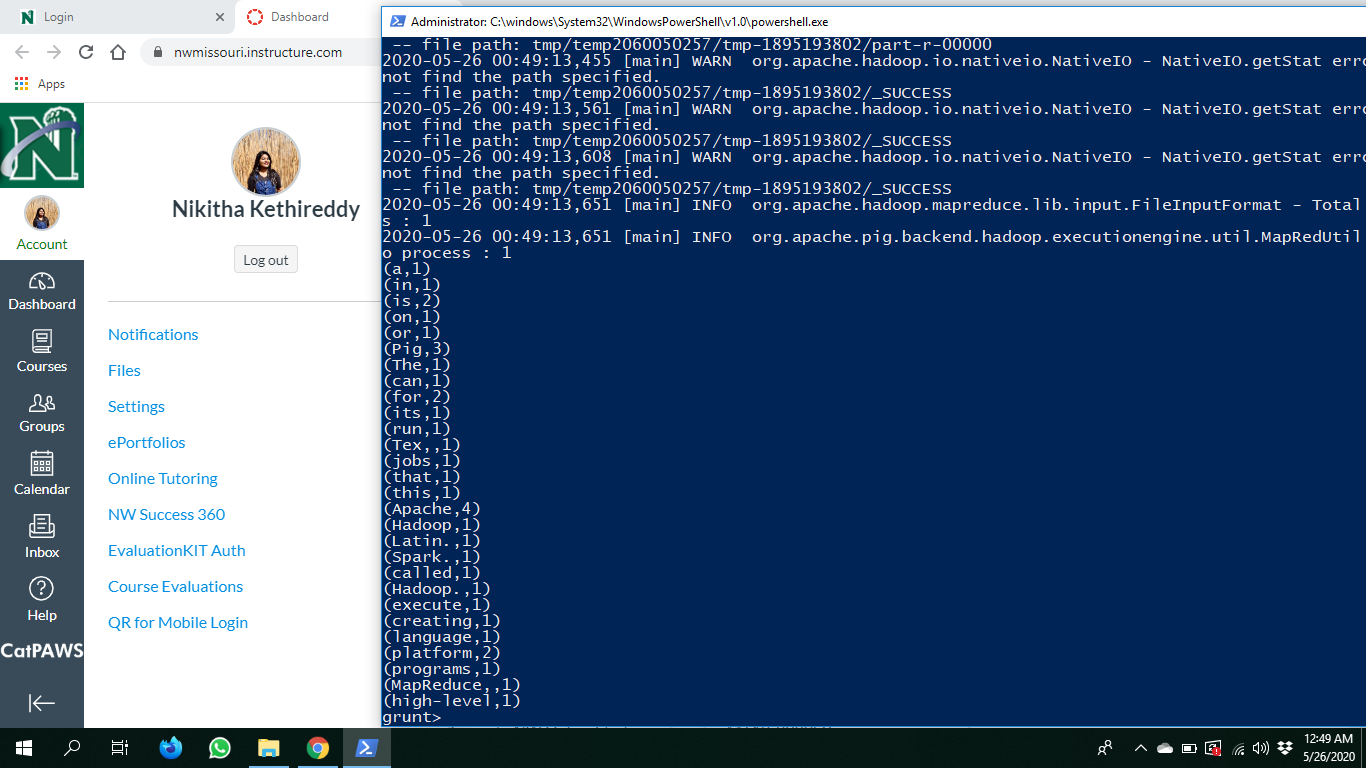 Login
Dashboard
nwmissouri.instructure.com
Apps
N
Account
Dashboard
Courses
Groups
Calendar
Inbox
Help
CatPAWS
Nikitha Kethireddy
Log out
Notifications
Files
Settings
ePortfolios
Online Tutoring
NW Success 360
EvaluationKIT Auth
Course Evaluations
QR for Mobile Login
Administrator: C:\windows\System32\WindowsPowerShell\v1.0\powershell.exe
-- file path: tmp/temp2060050257/tmp-1895193802/part-r-00000
2020-05-26 00:49:13,455 [main] WARN  org.apache.hadoop.io.nativeio.NativeIO - NativeIO.getStat erro
not find the path specified.
-- file path: tmp/temp2060050257/tmp-1895193802/_SUCCESS
2020-05-26 00:49:13,561 [main] WARN  org.apache.hadoop.io.nativeio.NativeIO - NativeIO.getStat erro
not find the path specified.
-- file path: tmp/temp2060050257/tmp-1895193802/_SUCCESS
2020-05-26 00:49:13,608 [main] WARN  org.apache.hadoop.io.nativeio.NativeIO - NativeIO.getStat erro
not find the path specified.
-- file path: tmp/temp2060050257/tmp-1895193802/_SUCCESS
2020-05-26 00:49:13,651 [main] INFO  org.apache.hadoop.mapreduce.lib.input.FileInputFormat - Total
s : 1
2020-05-26 00:49:13,651 [main] INFO  org.apache.pig.backend.hadoop.executionengine.util.MapRedUtil
o process : 1
(a,1)
(in,1)
(is,2)
(on,1)
(or,1)
(Pig,3)
(The,1)
(can,1)
(for,2)
(its,1)
(run,1)
(Tex,,1)
(jobs,1)
(that,1)
(this,1)
(Apache,4)
(Hadoop,1)
(Latin.,1)
(Spark.,1)
(called,1)
(Hadoop.,1)
(execute,1)
(creating,1)
(language,1)
(platform,2)
(programs,1)
(MapReduce,,1)
(high-level,1)
grunt>
12:49 AM
5/26/2020